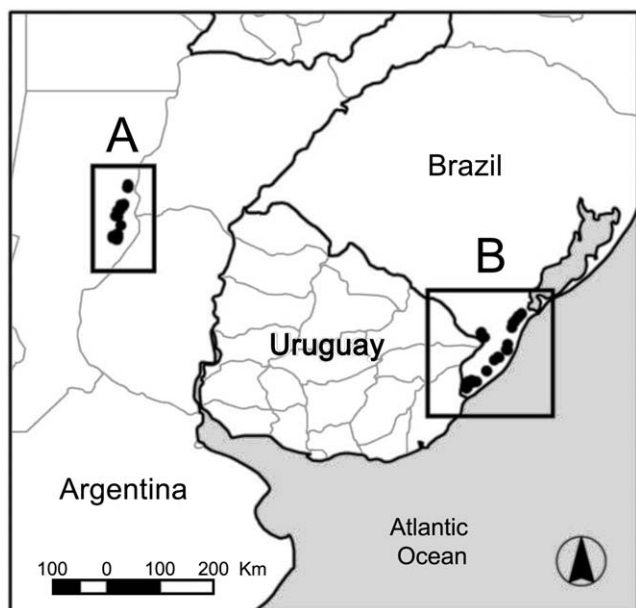 A
Brazil
B
Uruguay
Argentina
Atlantic
Ocean
100 0 100 200 Km